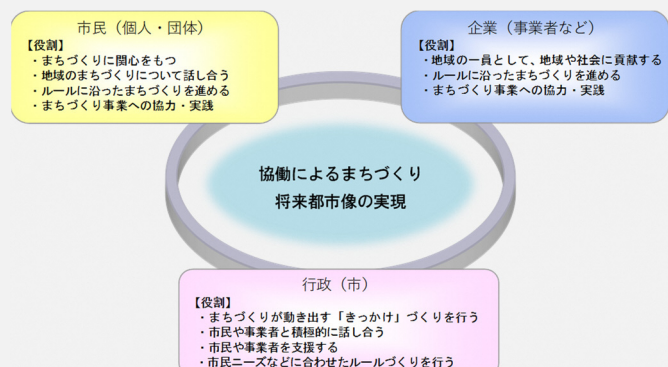 市民（個人・団体）
【役割】
・まちづくりに関心をもつ
・地域のまちづくりについて話し合う
・ルールに沿ったまちづくりを進める
・まちづくり事業への協力・実践
企業（事業者など）
【役割】
・地域の一員として、地域や社会に貢献する
・ルールに沿ったまちづくりを進める
・まちづくり事業への協力・実践
協働によるまちづくり
将来都市像の実現
行政（市）
【役割】
・まちづくりが動き出す「きっかけ」づくりを行う
・市民や事業者と積極的に話し合う
・市民や事業者を支援する
・市民ニーズなどに合わせたルールづくりを行う